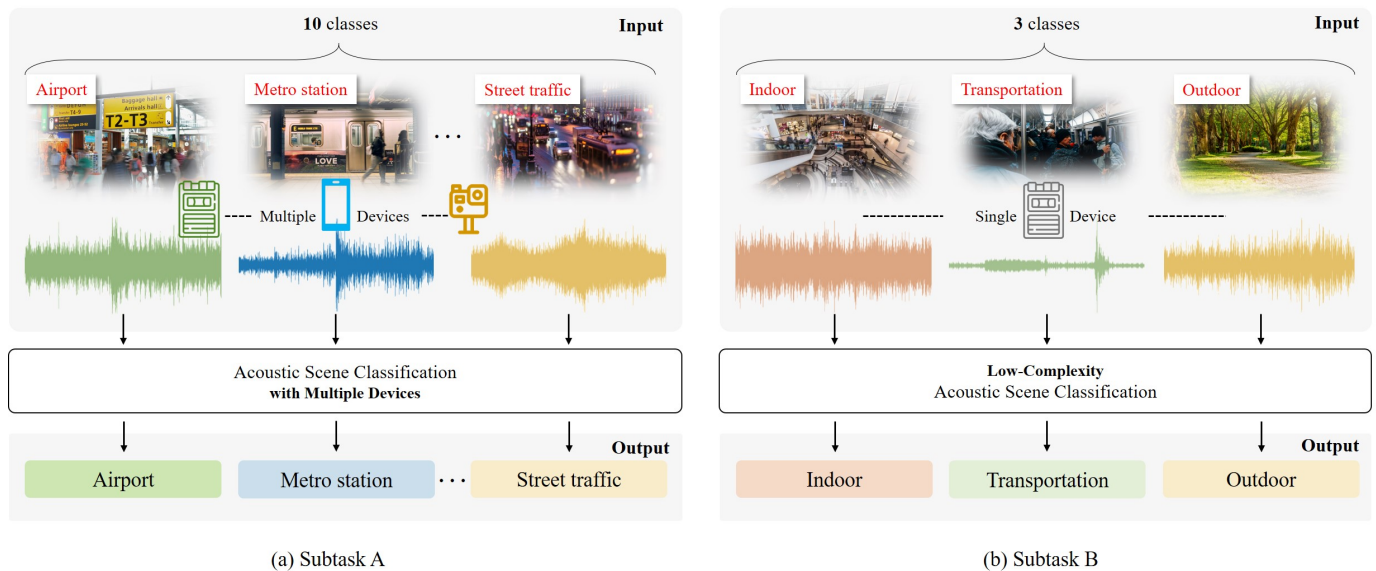 10 classes
Input
Airport
Metro station
Street traffic
Baggage hall
Arrivals hall
T4-9
T2-T3
LOVE
...
Multiple
Devices
Acoustic Scene Classification
with Multiple Devices
Output
Airport
Metro station
...
Street traffic
(a) Subtask A
3 classes
Input
Indoor
Transportation
Outdoor
Single
Device
Low-Complexity
Acoustic Scene Classification
Output
Indoor
Transportation
Outdoor
(b) Subtask B